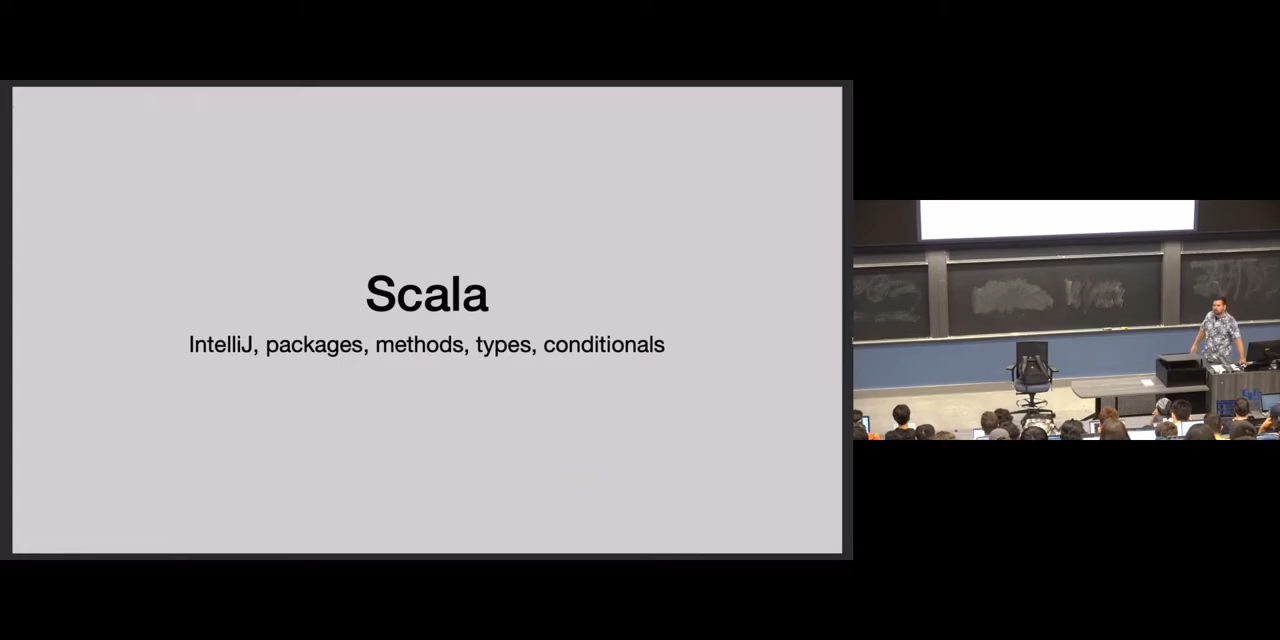 Scala
IntelliJ, packages, methods, types, conditionals